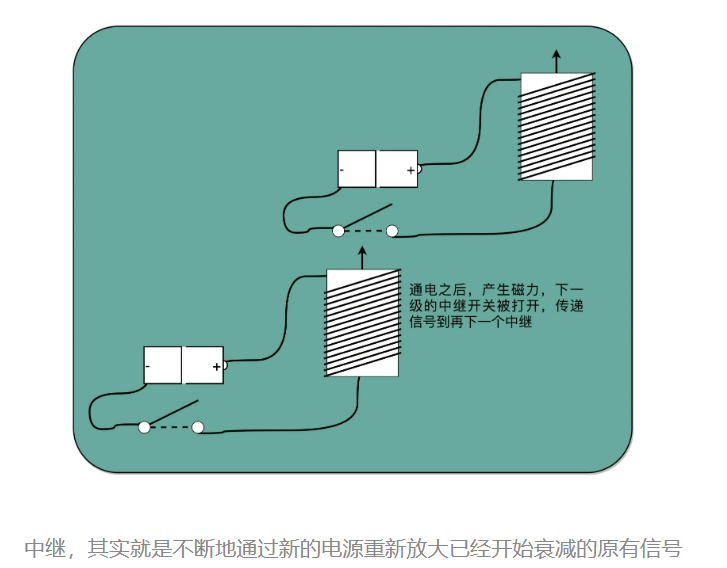 - +
通电之后，产生磁力，下一
级的中继开关被打开，传递
信号到再下一个中继
- +
中继，其实就是不断地通过新的电源重新放大已经开始衰减的原有信号